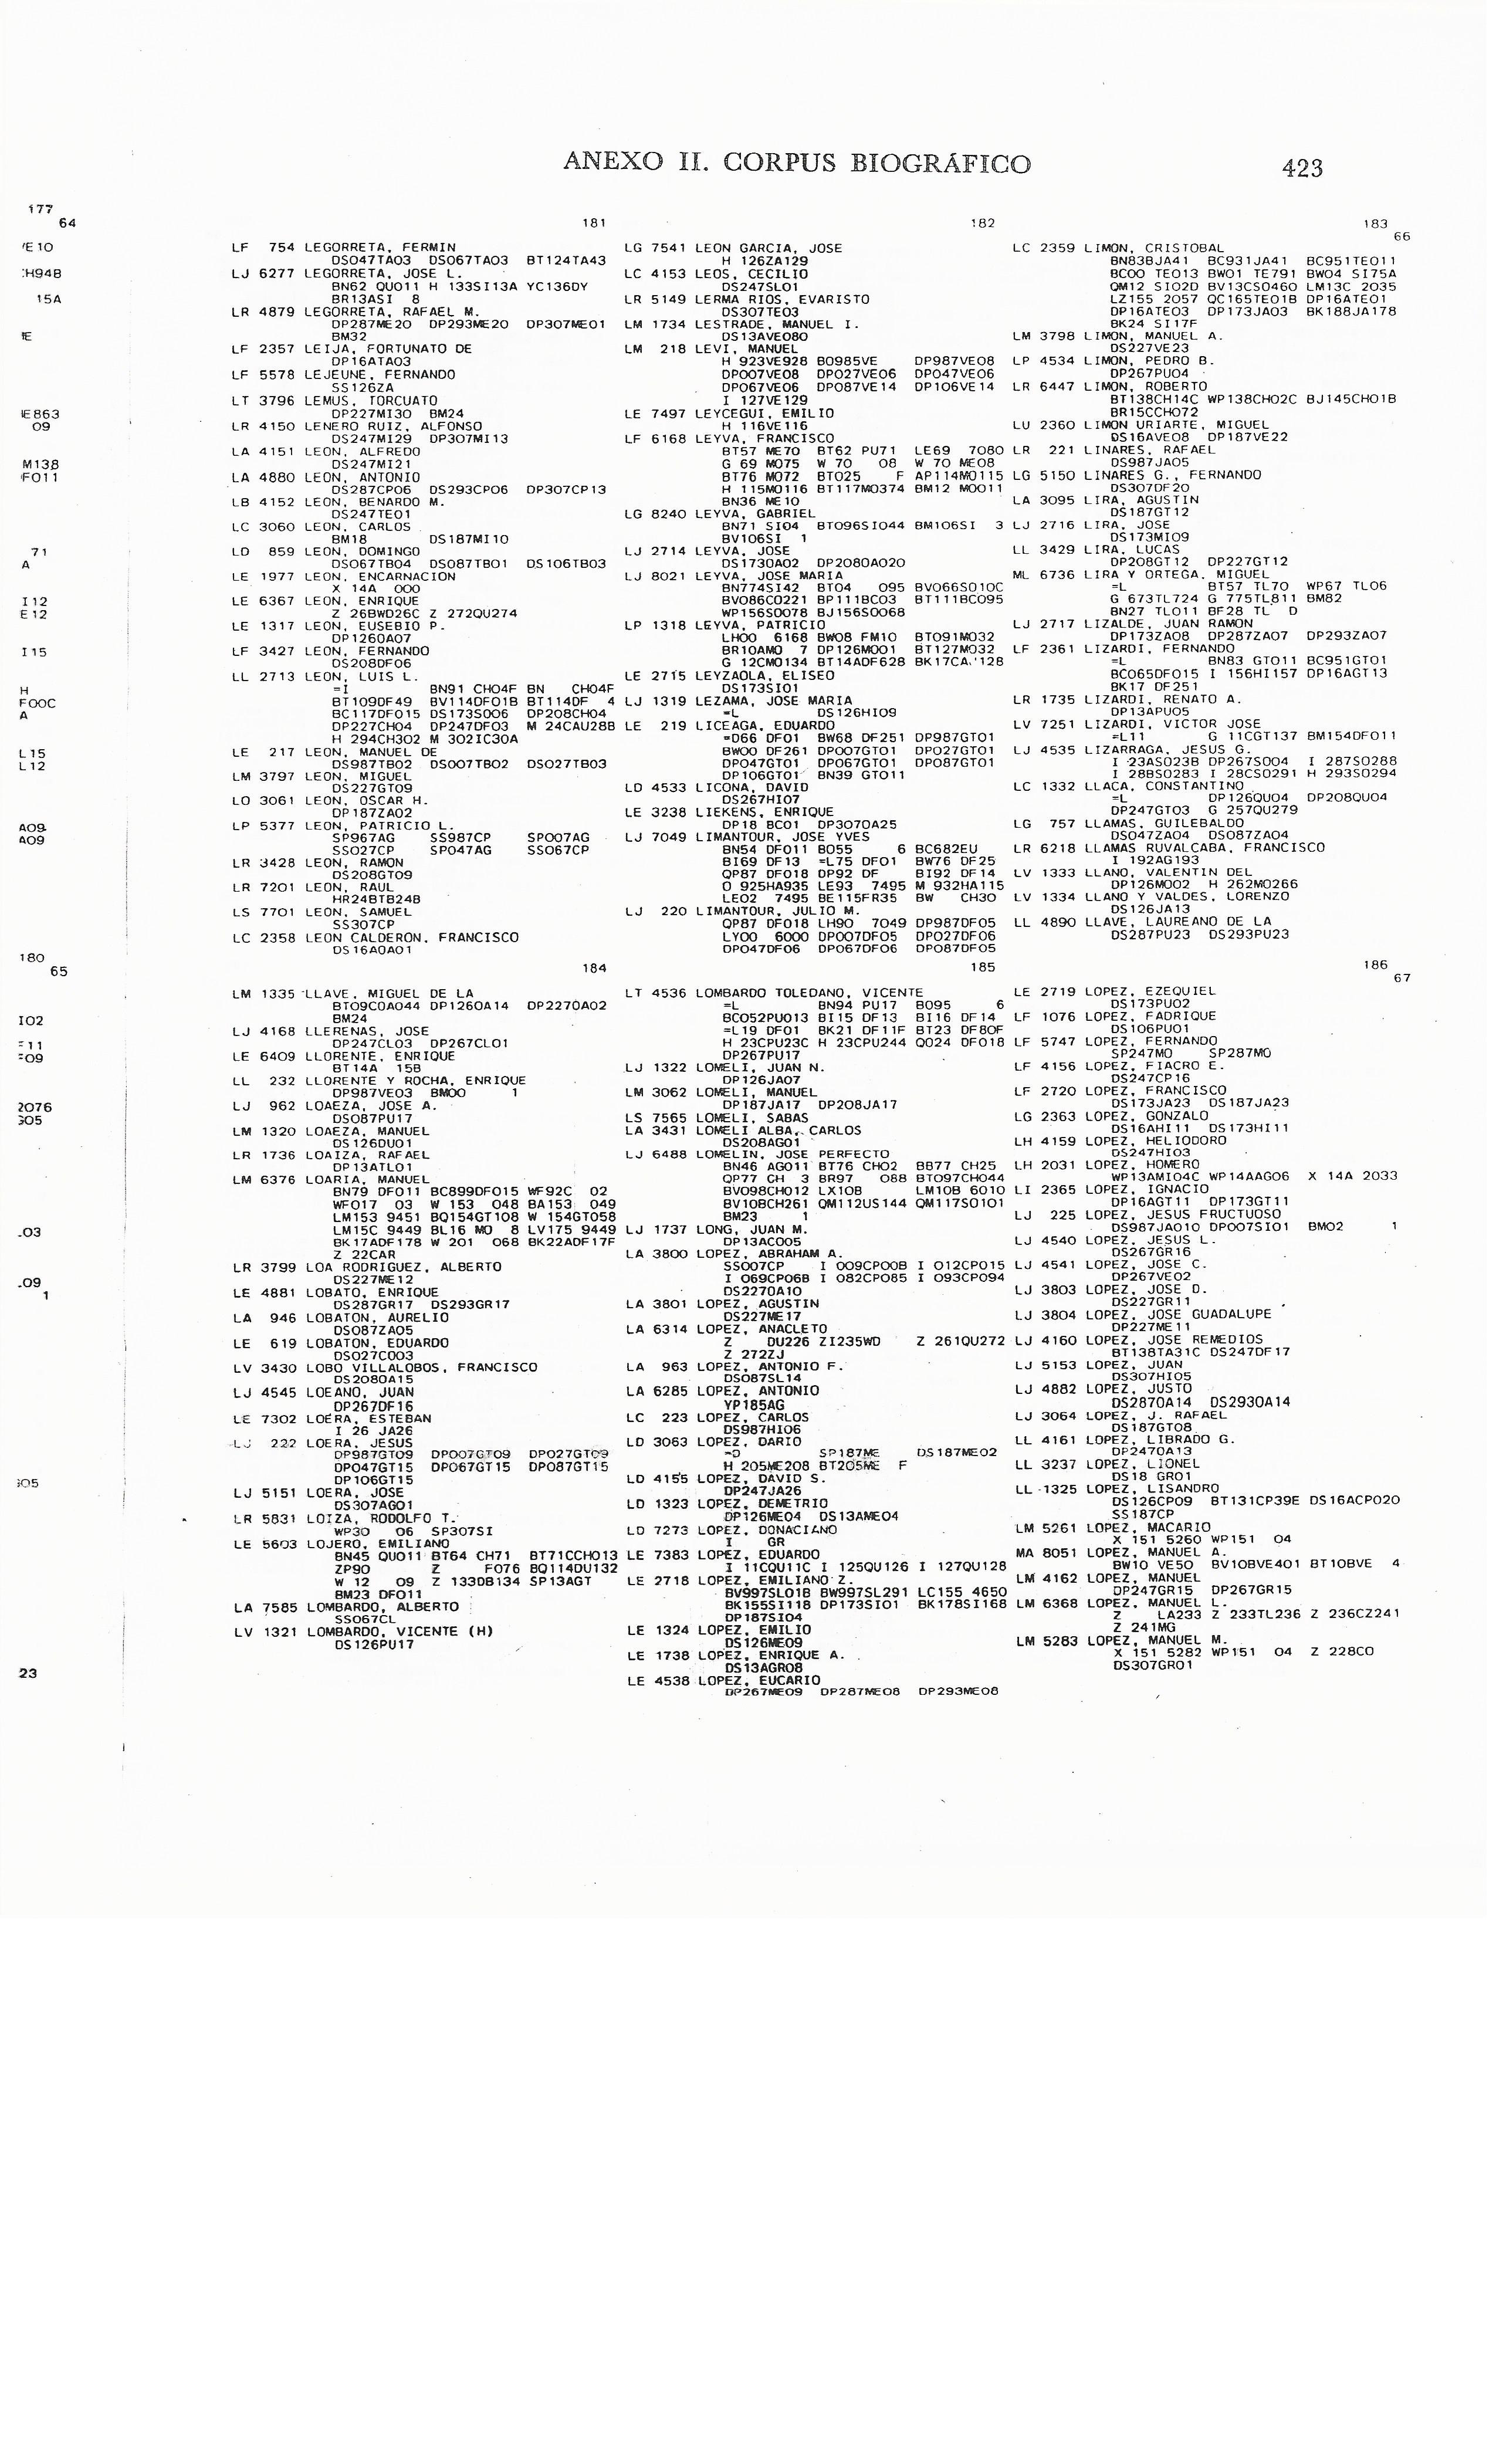 ANEXO II. CORPUS BIOGRÁFICO 423
177
64
'E10
:H94B
15A
IE
IE863
09
M138
FO11
71
A
I12
E12
I15
H
FOOC
A
L15
L12
A09
A09
180
65
IO2
=11
=09
2076
.03
.09
1
23
181
LF 754 LEGORRETA, FERMIN
DS047TA03 DS067TA03 BT124TA43
LJ 6277 LEGORRETA, JOSE L.
BN62 QU011 H 133SI13A YC136DY
BR13ASI 8
LR 4879 LEGORRETA, RAFAEL M.
DP287ME20 DP293ME20 DP307ME01
BM32
LF 2357 LEIJA, FORTUNATO DE
DP16ATA03
LF 5578 LEJEUNE, FERNANDO
SS126ZA
LT 3796 LEMUS, TORCUATO
DP227MI30 BM24
LR 4150 LENERO RUIZ, ALFONSO
DS247MI29 DP307MI13
LA 4151 LEON, ALFREDO
DS247MI21
LA 4880 LEON, ANTONIO
DS287CP06 DS293CP06 DP307CP13
LB 4152 LEON, BENARDO M.
DS247TE01
LC 3060 LEON, CARLOS
BM18 DS187MI10
LD 859 LEON, DOMINGO
DS067TB04 DS087TB01 DS106TB03
LE 1977 LEON, ENCARNACION
X 14A 000
LE 6367 LEON, ENRIQUE
Z 26BWD26C Z 272QU274
LE 1317 LEON, EUSEBIO P.
DP126OA07
LF 3427 LEON, FERNANDO
DS208DF06
LL 2713 LEON, LUIS L.
=I BN91 CH04F BN CH04F
BT109DF49 BV114DF01B BT114DF 4
BC117DF015 DS173SO06 DP208CH04
DP227CH04 DP247DF03 M 24CAU28B
H 294CH302 M 302IC30A
LE 217 LEON, MANUEL DE
DS987TB02 DS007TB02 DS027TB03
LM 3797 LEON, MIGUEL
DS227GT09
LO 3061 LEON, OSCAR H.
DP187ZA02
LP 5377 LEON, PATRICIO L.
SP967AG SS987CP SP007AG
SS027CP SP047AG SS067CP
LR 3428 LEON, RAMON
DS208GT09
LR 7201 LEON, RAUL
HR24BTB24B
LS 7701 LEON, SAMUEL
SS307CP
LC 2358 LEON CALDERON, FRANCISCO
DS16AOA01
182
LG 7541 LEON GARCIA, JOSE
H 126ZA129
LC 4153 LEOS, CECILIO
DS247SL01
LR 5149 LERMA RIOS, EVARISTO
DS307TE03
LM 1734 LESTRADE, MANUEL I.
DS13AVE080
LM 218 LEVI, MANUEL
H 923VE928 BO985VE DP987VE08
DP007VE08 DP027VE06 DP047VE06
DP067VE06 DP087VE14 DP106VE14
I 127VE129
LE 7497 LEYCEGUI, EMILIO
H 116VE116
LF 6168 LEYVA, FRANCISCO
BT57 ME70 BT62 PU71 LE69 7080
G 69 MO75 W 70 08 W 70 ME08
BT76 MO72 BT025 F AP114MO115
H 115MO116 BT117MO374 BM12 MO011
BN36 ME10
LG 8240 LEYVA, GABRIEL
BN71 SI04 BT096SI044 BM106SI 3
BV106SI 1
LJ 2714 LEYVA, JOSE
DS173OA02 DP208OA020
LJ 8021 LEYVA, JOSE MARIA
BN774SI42 BT04 095 BV066SO10C
BV086CO221 BP111BC03 BT111BC095
WP156SO078 BJ156SO068
LP 1318 LEYVA, PATRICIO
LH00 6168 BW08 FM10 BT091MO32
BR10AMO 7 DP126MO01 BT127MO32
G 12CMO134 BT14ADF628 BK17CA.'128
LE 2715 LEYZAOLA, ELISEO
DS173SI01
LJ 1319 LEZAMA, JOSE MARIA
=L DS126HI09
LE 219 LICEAGA, EDUARDO
=D66 DF01 BW68 DF251 DP987GT01
BW00 DF261 DP007GT01 DP027GT01
DP047GT01 DP067GT01 DP087GT01
DP106GT01 BN39 GT011
LD 4533 LICONA, DAVID
DS267HI07
LE 3238 LIEKENS, ENRIQUE
DP18 BC01 DP307OA25
LJ 7049 LIMANTOUR, JOSE YVES
BN54 DF011 BO55 6 BC682EU
BI69 DF13 =L75 DF01 BW76 DF25
QP87 DF018 DP92 DF BI92 DF14
O 925HA935 LE93 7495 M 932HA115
LE02 7495 BE115FR35 BW CH30
LJ 220 LIMANTOUR, JULIO M.
QP87 DF018 LH90 7049 DP987DF05
LY00 6000 DP007DF05 DP027DF06
DP047DF06 DP067DF06 DP087DF05
183
66
LC 2359 LIMON, CRISTOBAL
BN83BJA41 BC931JA41 BC951TE011
BC00 TE013 BW01 TE791 BW04 SI75A
QM12 SI02D BV13CSO460 LM13C 2035
LZ155 2057 QC165TE01B DP16ATE01
DP16ATE03 DP173JA03 BK188JA178
BK24 SI17F
LM 3798 LIMON, MANUEL A.
DS227VE23
LP 4534 LIMON, PEDRO B.
DP267PU04
LR 6447 LIMON, ROBERTO
BT138CH14C WP138CH02C BJ145CH01B
BR15CCH072
LU 2360 LIMON URIARTE, MIGUEL
DS16AVE08 DP187VE22
LR 221 LINARES, RAFAEL
DS987JA05
LG 5150 LINARES G., FERNANDO
DS307DF20
LA 3095 LIRA, AGUSTIN
DS187GT12
LJ 2716 LIRA, JOSE
DS173MI09
LL 3429 LIRA, LUCAS
DP208GT12 DP227GT12
ML 6736 LIRA Y ORTEGA, MIGUEL
=L BT57 TL70 WP67 TL06
G 673TL724 G 775TL811 BM82
BN27 TL011 BF28 TL D
LJ 2717 LIZALDE, JUAN RAMON
DP173ZA08 DP287ZA07 DP293ZA07
LF 2361 LIZARDI, FERNANDO
=L BN83 GT011 BC951GT01
BC065DF015 I 156HI157 DP16AGT13
BK17 DF251
LR 1735 LIZARDI, RENATO A.
DP13APU05
LV 7251 LIZARDI, VICTOR JOSE
=L11 G 11CGT137 BM154DF011
LJ 4535 LIZARRAGA, JESUS G.
I 23ASO23B DP267SO04 I 287SO288
I 28BSO283 I 28CSO291 H 293SO294
LC 1332 LLACA, CONSTANTINO
=L DP126QU04 DP208QU04
DP247GT03 G 257QU279
LG 757 LLAMAS, GUILEBALDO
DS047ZA04 DS087ZA04
LR 6218 LLAMAS RUVALCABA, FRANCISCO
I 192AG193
LV 1333 LLANO, VALENTIN DEL
DP126MO02 H 262MO266
LV 1334 LLANO Y VALDES, LORENZO
DS126JA13
LL 4890 LLAVE, LAUREANO DE LA
DS287PU23 DS293PU23
184
LM 1335 LLAVE, MIGUEL DE LA
BT09COA044 DP126OA14 DP227OA02
BM24
LJ 4168 LLERENAS, JOSE
DP247CL03 DP267CL01
LE 6409 LLORENTE, ENRIQUE
BT14A 15B
LL 232 LLORENTE Y ROCHA, ENRIQUE
DP987VE03 BM00 1
LJ 962 LOAEZA, JOSE A.
DS087PU17
LM 1320 LOAEZA, MANUEL
DS126DU01
LR 1736 LOAIZA, RAFAEL
DP13ATL01
LM 6376 LOARIA, MANUEL
BN79 DF011 BC899DF015 WF92C 02
WF017 03 W 153 048 BA153 049
LM153 9451 BQ154GT108 W 154GT058
LM15C 9449 BL16 MO 8 LV175 9449
BK17ADF178 W 201 068 BK22ADF17F
Z 22CAR
LR 3799 LOA RODRIGUEZ, ALBERTO
DS227ME12
LE 4881 LOBATO, ENRIQUE
DS287GR17 DS293GR17
LA 946 LOBATON, AURELIO
DS087ZA05
LE 619 LOBATON, EDUARDO
DS027CO03
LV 3430 LOBO VILLALOBOS, FRANCISCO
DS208OA15
LJ 4545 LOEANO, JUAN
DP267DF16
LE 7302 LOERA, ESTEBAN
I 26 JA26
LJ 222 LOERA, JESUS
DP987GT09 DP007GT09 DP027GT09
DP047GT15 DP067GT15 DP087GT15
DP106GT15
LJ 5151 LOERA, JOSE
DS307AG01
LR 5831 LOIZA, RODOLFO T.
WP30 06 SP307SI
LE 5603 LOJERO, EMILIANO
BN45 QU011 BT64 CH71 BT71CCH013
ZP90 Z F076 BQ114DU132
W 12 09 Z 133DB134 SP13AGT
BM23 DF011
LA 7585 LOMBARDO, ALBERTO
SS067CL
LV 1321 LOMBARDO, VICENTE (H)
DS126PU17
185
LT 4536 LOMBARDO TOLEDANO, VICENTE
=L BN94 PU17 BO95 6
BC052PU013 BI15 DF13 BI16 DF14
=L19 DF01 BK21 DF11F BT23 DF80F
H 23CPU23C H 23CPU244 QO24 DF018
DP267PU17
LJ 1322 LOMELI, JUAN N.
DP126JA07
LM 3062 LOMELI, MANUEL
DP187JA17 DP208JA17
LS 7565 LOMELI, SABAS
LA 3431 LOMELI ALBA, CARLOS
DS208AG01
LJ 6488 LOMELIN, JOSE PERFECTO
BN46 AG011 BT76 CH02 BB77 CH25
QP77 CH 3 BR97 088 BT097CH044
BV098CH012 LX10B LM10B 6010
BV10BCH261 QM112US144 QM117SO101
BM23 1
LJ 1737 LONG, JUAN M.
DP13ACO05
LA 3800 LOPEZ, ABRAHAM A.
SS007CP I 009CP00B I 012CP015
I 069CP06B I 082CP085 I 093CP094
DS227OA10
LA 3801 LOPEZ, AGUSTIN
DS227ME17
LA 6314 LOPEZ, ANACLETO
Z DU226 ZI235WD Z 261QU272
Z 272ZJ
LA 963 LOPEZ, ANTONIO F.
DS087SL14
LA 6285 LOPEZ, ANTONIO
YP185AG
LC 223 LOPEZ, CARLOS
DS987HI06
LD 3063 LOPEZ, DARIO
=D SP187ME DS187ME02
H 205ME208 BT205ME F
LD 4155 LOPEZ, DAVID S.
DP247JA26
LD 1323 LOPEZ, DEMETRIO
DP126ME04 DS13AME04
LD 7273 LOPEZ, DONACIANO
I GR
LE 7383 LOPEZ, EDUARDO
I 11CQU11C I 125QU126 I 127QU128
LE 2718 LOPEZ, EMILIANO Z.
BV997SL01B BW997SL291 LC155 4650
BK155SI118 DP173SI01 BK178SI168
DP187SI04
LE 1324 LOPEZ, EMILIO
DS126ME09
LE 1738 LOPEZ, ENRIQUE A.
DS13AGR08
LE 4538 LOPEZ, EUCARIO
DP267ME09 DP287ME08 DP293ME08
186
67
LE 2719 LOPEZ, EZEQUIEL
DS173PU02
LF 1076 LOPEZ, FADRIQUE
DS106PU01
LF 5747 LOPEZ, FERNANDO
SP247MO SP287MO
LF 4156 LOPEZ, FIACRO E.
DS247CP16
LF 2720 LOPEZ, FRANCISCO
DS173JA23 DS187JA23
LG 2363 LOPEZ, GONZALO
DS16AHI11 DS173HI11
LH 4159 LOPEZ, HELIODORO
DS247HI03
LH 2031 LOPEZ, HOMERO
WP13AMI04C WP14AAG06 X 14A 2033
LI 2365 LOPEZ, IGNACIO
DP16AGT11 DP173GT11
LJ 225 LOPEZ, JESUS FRUCTUOSO
DS987JA010 DP007SI01 BM02 1
LJ 4540 LOPEZ, JESUS L.
DS267GR16
LJ 4541 LOPEZ, JOSE C.
DP267VE02
LJ 3803 LOPEZ, JOSE D.
DS227GR11
LJ 3804 LOPEZ, JOSE GUADALUPE
DP227ME11
LJ 4160 LOPEZ, JOSE REMEDIOS
BT138TA31C DS247DF17
LJ 5153 LOPEZ, JUAN
DS307HI05
LJ 4882 LOPEZ, JUSTO
DS287OA14 DS293OA14
LJ 3064 LOPEZ, J. RAFAEL
DS187GT08
LL 4161 LOPEZ, LIBRADO G.
DP247OA13
LL 3237 LOPEZ, LIONEL
DS18 GR01
LL 1325 LOPEZ, LISANDRO
DS126CP09 BT131CP39E DS16ACP020
SS187CP
LM 5261 LOPEZ, MACARIO
X 151 5260 WP151 04
MA 8051 LOPEZ, MANUEL A.
BW10 VE50 BV10BVE401 BT10BVE 4
LM 4162 LOPEZ, MANUEL
DP247GR15 DP267GR15
LM 6368 LOPEZ, MANUEL L.
Z LA233 Z 233TL236 Z 236CZ241
Z 241MG
LM 5283 LOPEZ, MANUEL M.
X 151 5282 WP151 04 Z 228CO
DS307GR01